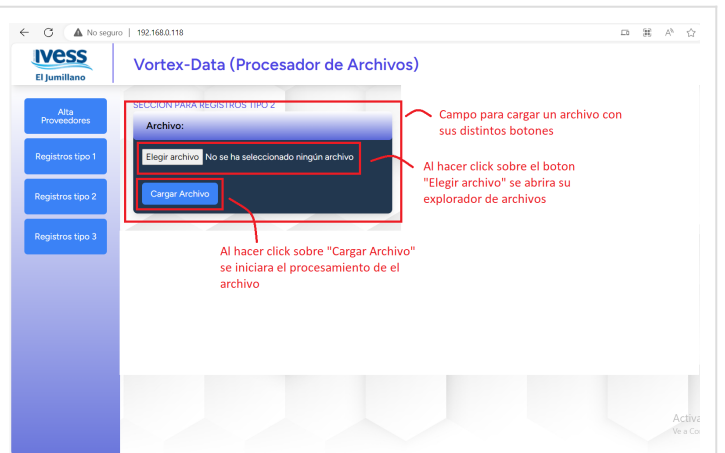 No seguro
192.168.0.118
IVESS
El Jumillano
Vortex-Data (Procesador de Archivos)
Alta
Proveedores
Registros tipo 1
Registros tipo 2
Registros tipo 3
SECCION PARA REGISTROS TIPO 2
Archivo:
Elegir archivo No se ha seleccionado ningún archivo
Cargar Archivo
Campo para cargar un archivo con
sus distintos botones
Al hacer click sobre el boton
"Elegir archivo" se abrira su
explorador de archivos
Al hacer click sobre "Cargar Archivo"
se iniciara el procesamiento de el
archivo
Activa
Ve a Co